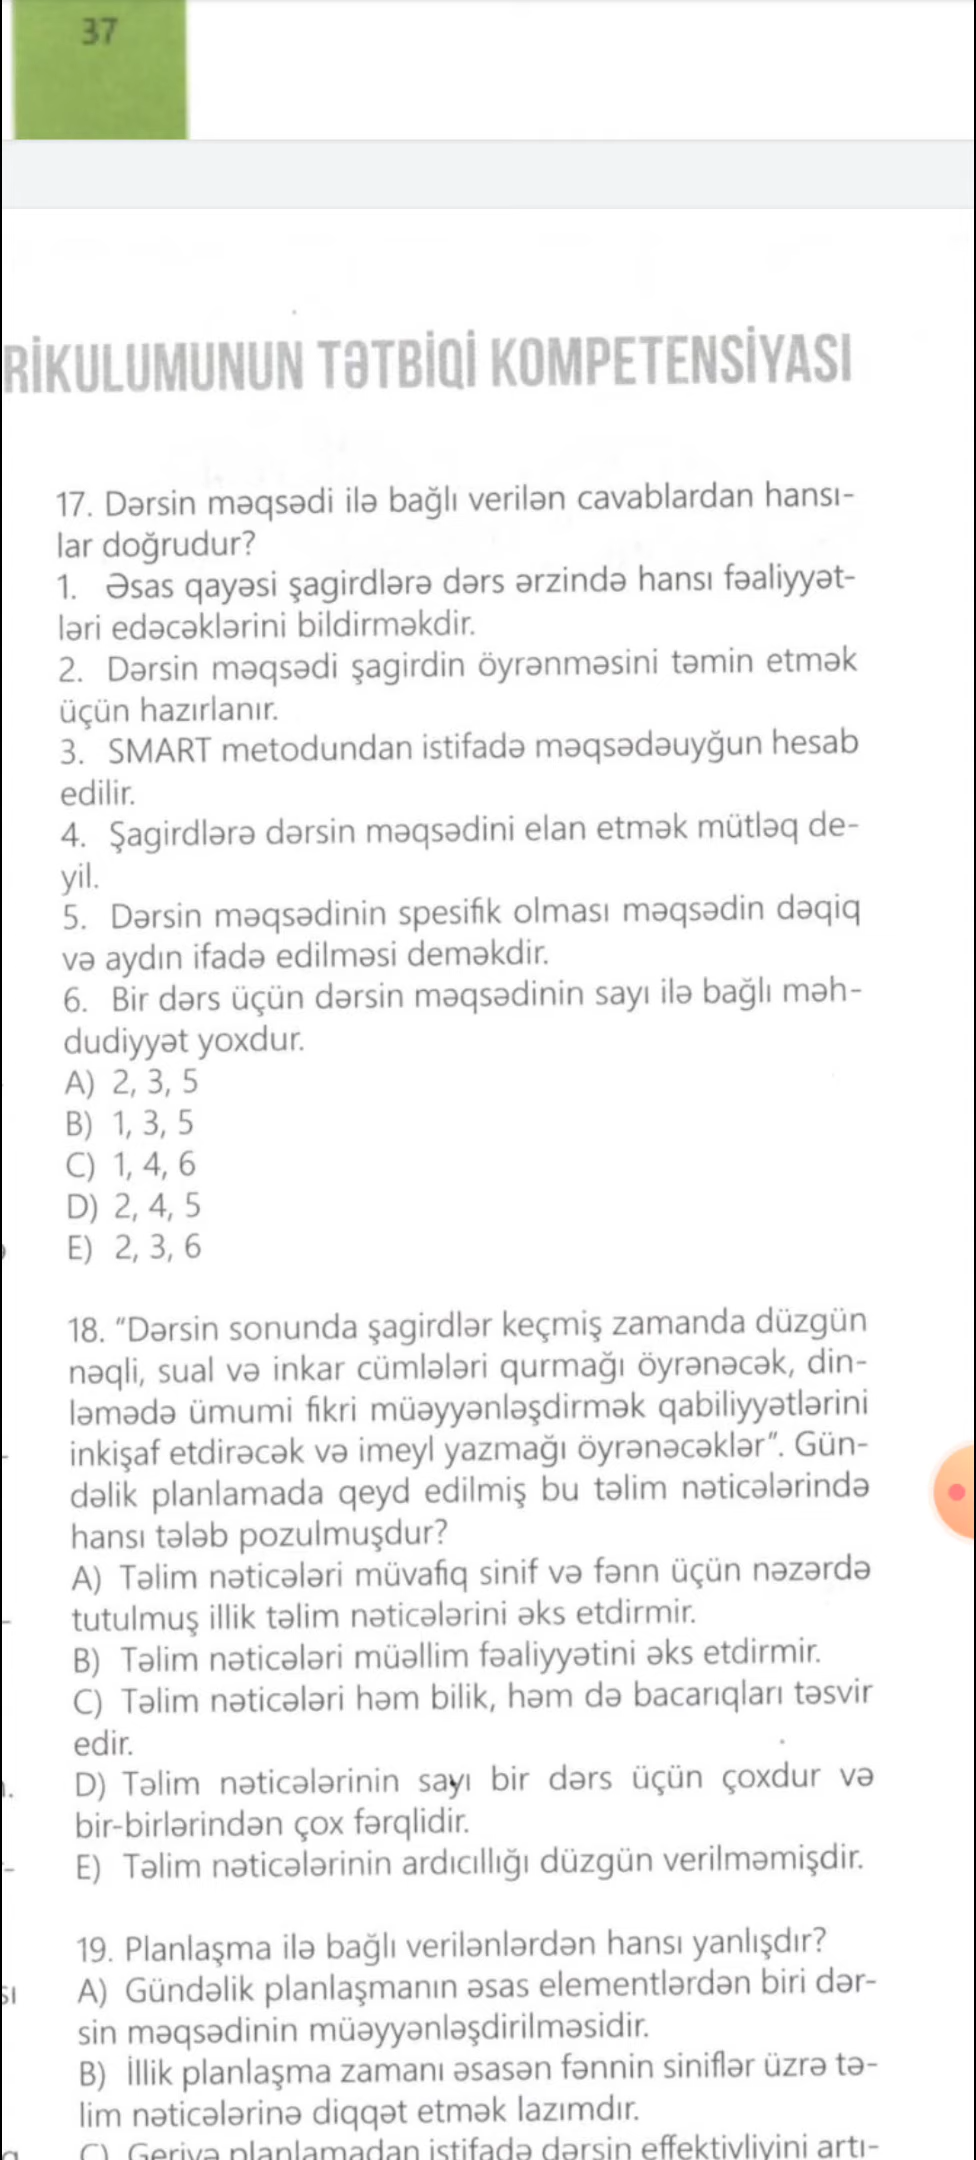 37
RİKULUMUNUN TƏTBİQİ KOMPETENSİYASI
17. Dərsin məqsədi ilə bağlı verilən cavablardan hansı-
lar doğrudur?
1. Əsas qayəsi şagirdlərə dərs ərzində hansı fəaliyyət-
ləri edəcəklərini bildirməkdir.
2. Dərsin məqsədi şagirdin öyrənməsini təmin etmək
üçün hazırlanır.
3. SMART metodundan istifadə məqsədəuyğun hesab
edilir.
4. Şagirdlərə dərsin məqsədini elan etmək mütləq de-
yil.
5. Dərsin məqsədinin spesifik olması məqsədin dəqiq
və aydın ifadə edilməsi deməkdir.
6. Bir dərs üçün dərsin məqsədinin sayı ilə bağlı məh-
dudiyyət yoxdur.
A) 2, 3, 5
B) 1, 3, 5
C) 1, 4, 6
D) 2, 4, 5
E) 2, 3, 6
18. “Dərsin sonunda şagirdlər keçmiş zamanda düzgün
nəqli, sual və inkar cümlələri qurmağı öyrənəcək, din-
ləmədə ümumi fikri müəyyənləşdirmək qabiliyyətlərini
inkişaf etdirəcək və imeyl yazmağı öyrənəcəklər”. Gün-
dəlik planlamada qeyd edilmiş bu təlim nəticələrində
hansı tələb pozulmuşdur?
A) Təlim nəticələri müvafiq sinif və fənn üçün nəzərdə
tutulmuş illik təlim nəticələrini əks etdirmir.
B) Təlim nəticələri müəllim fəaliyyətini əks etdirmir.
C) Təlim nəticələri həm bilik, həm də bacarıqları təsvir
edir.
D) Təlim nəticələrinin sayı bir dərs üçün çoxdur və
bir-birlərindən çox fərqlidir.
E) Təlim nəticələrinin ardıcıllığı düzgün verilməmişdir.
19. Planlaşma ilə bağlı verilənlərdən hansı yanlışdır?
A) Gündəlik planlaşmanın əsas elementlərdən biri dər-
sin məqsədinin müəyyənləşdirilməsidir.
B) İllik planlaşma zamanı əsasən fənnin siniflər üzrə tə-
lim nəticələrinə diqqət etmək lazımdır.
C) Geriyə planlamadan istifadə dərsin effektivliyini artı-